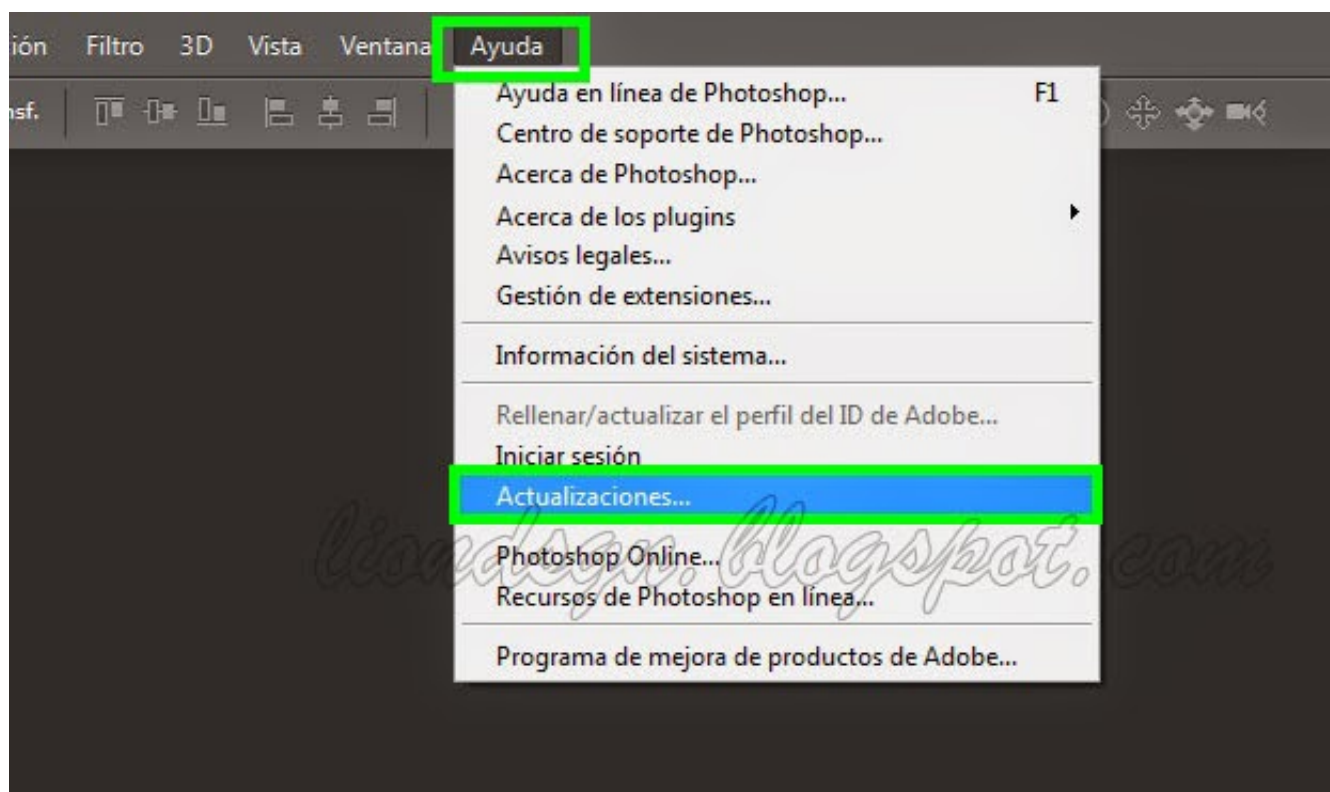 ión Filtro 3D Vista Ventana Ayuda
nsf.
Ayuda en línea de Photoshop... F1
Centro de soporte de Photoshop...
Acerca de Photoshop...
Acerca de los plugins
Avisos legales...
Gestión de extensiones...
Información del sistema...
Rellenar/actualizar el perfil del ID de Adobe...
Iniciar sesión
Actualizaciones...
Photoshop Online...
Recursos de Photoshop en línea...
Programa de mejora de productos de Adobe...
liondsgn.blogspot.com